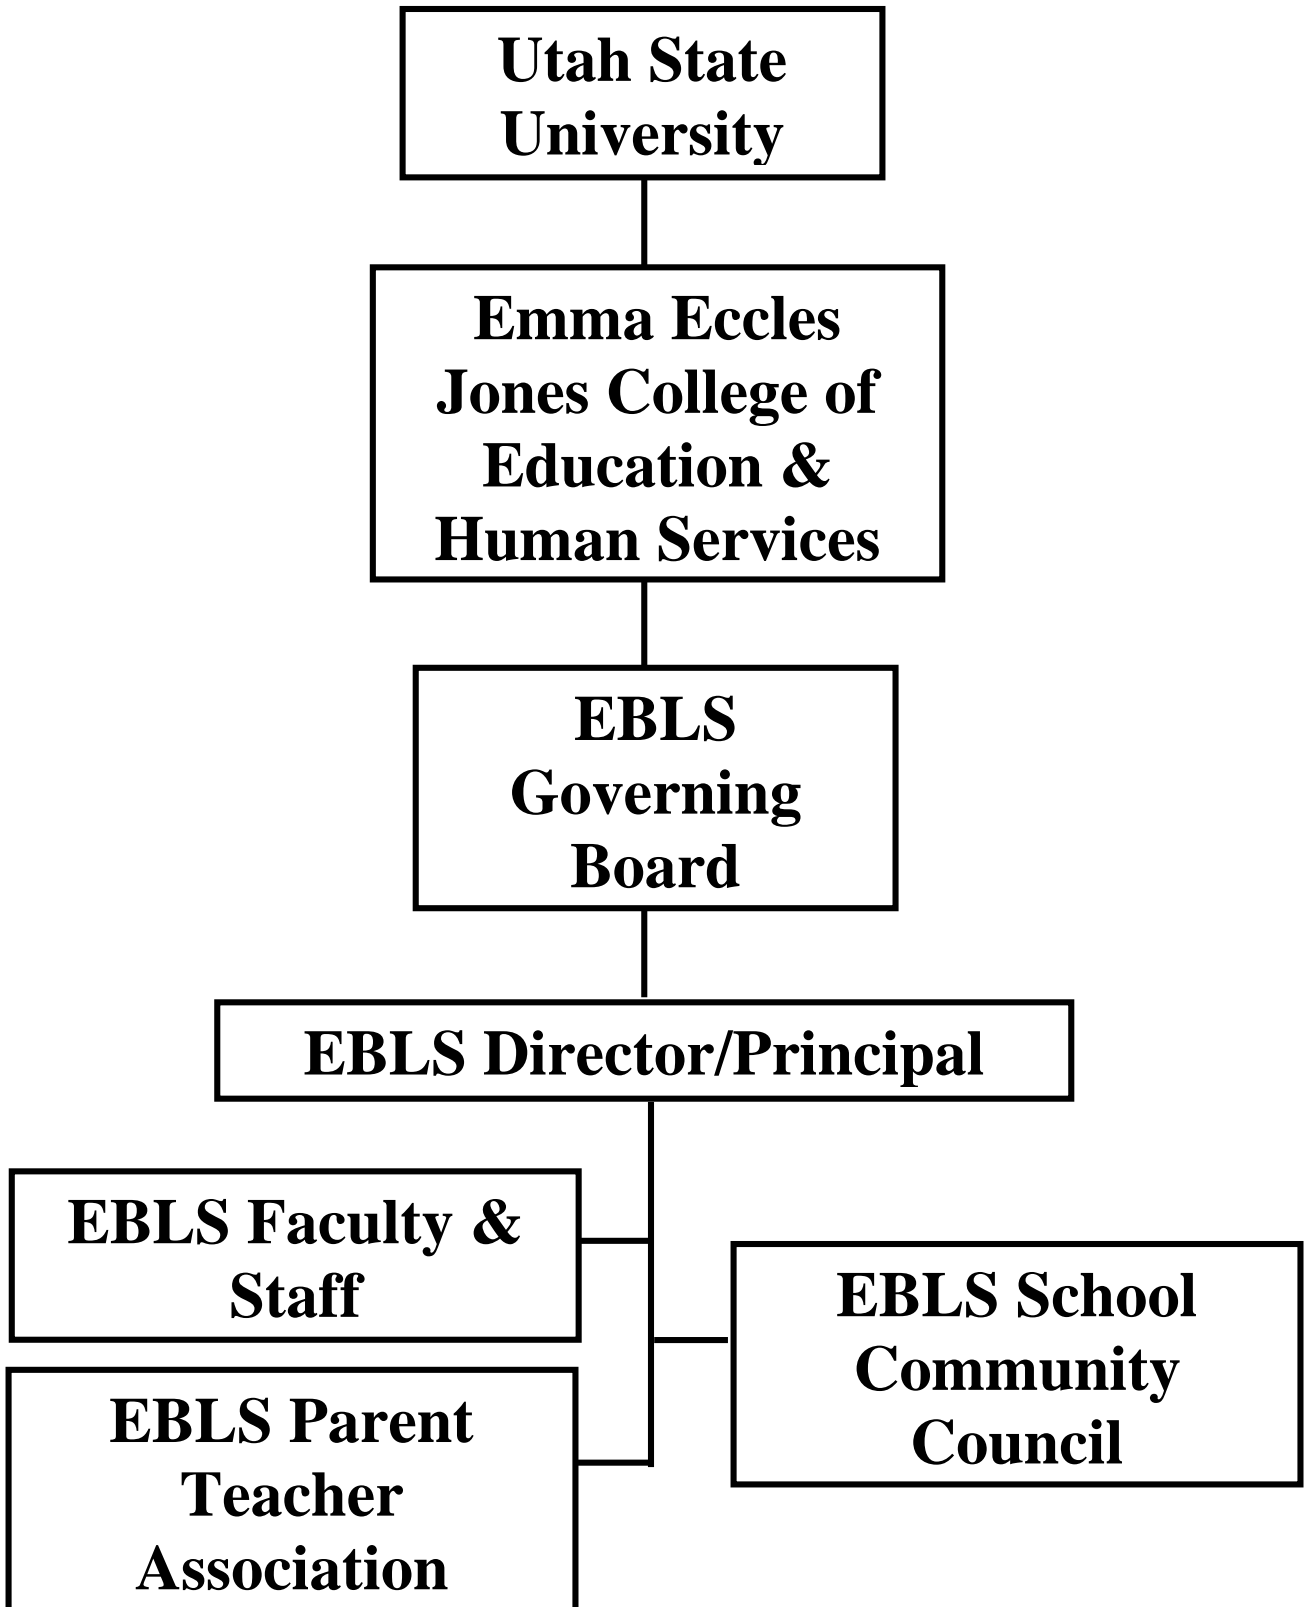 Utah State
University
Emma Eccles
Jones College of
Education &
Human Services
EBLS
Governing
Board
EBLS Director/Principal
EBLS Faculty &
Staff
EBLS School
Community
Council
EBLS Parent
Teacher
Association